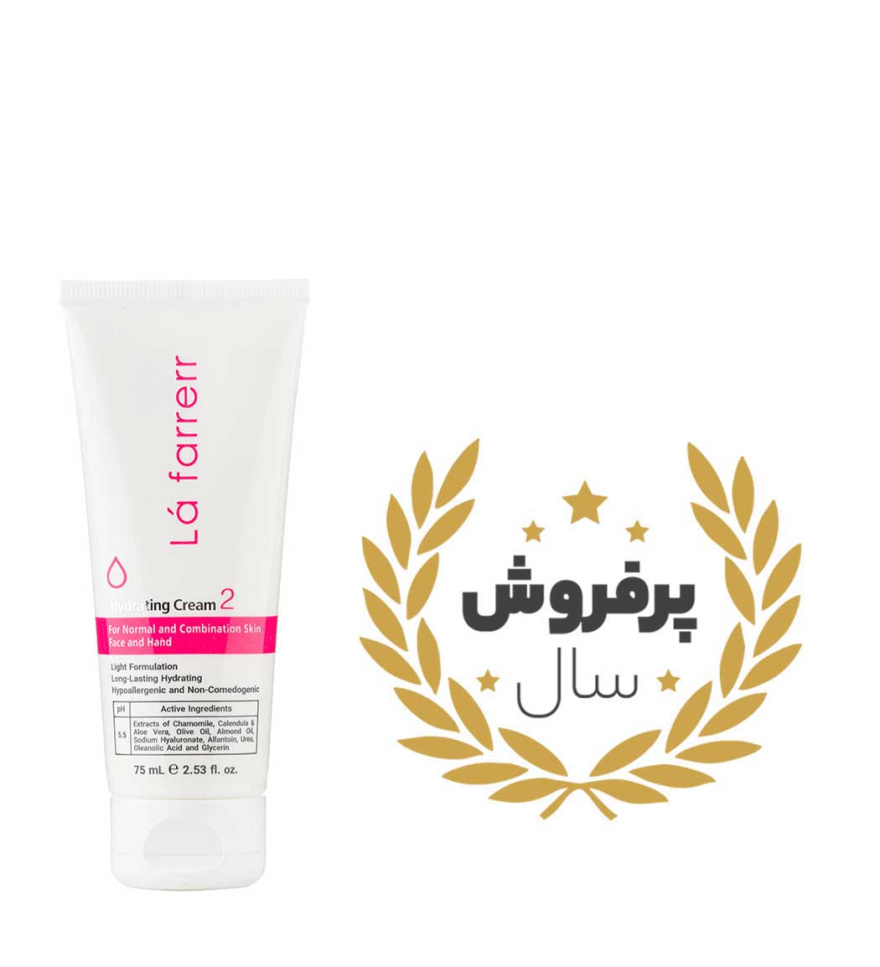 Lá farrerr
Hydrating Cream 2
For Normal and Combination Skin
Face and Hand
Light Formulation
Long-Lasting Hydrating
Hypoallergenic and Non-Comedogenic
pH Active Ingredients
5.5 Extracts of Chamomile, Calendula &
Aloe Vera, Olive Oil, Almond Oil,
Sodium Hyaluronate, Allantoin, Urea,
Oleanolic Acid and Glycerin
75 mL ℮ 2.53 fl. oz.
پرفروش
سال